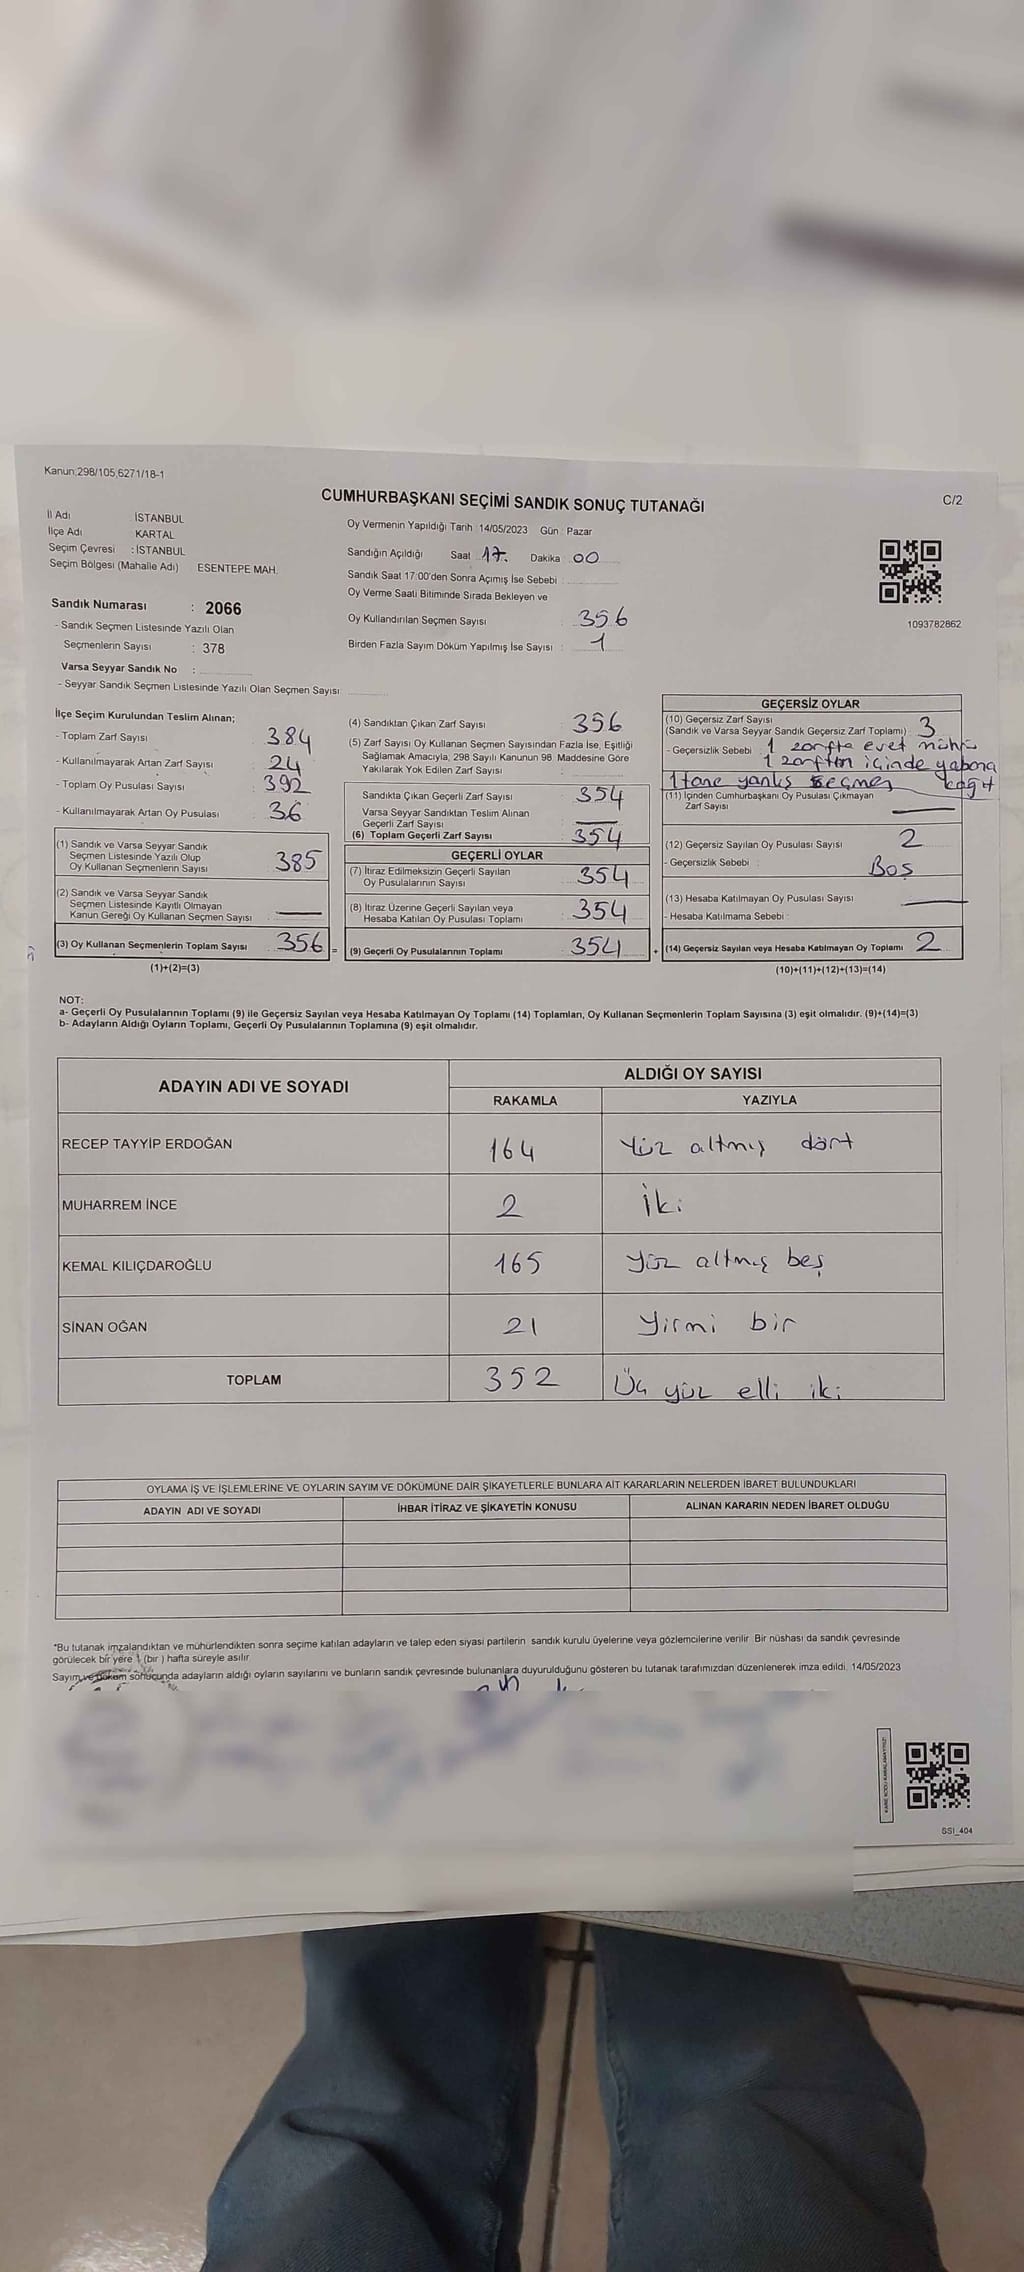 Kanun;298/105,6271/18-1
CUMHURBAŞKANI SEÇİMİ SANDIK SONUÇ TUTANAĞI
C/2
İl Adı İSTANBUL
İlçe Adı KARTAL
Seçim Çevresi : İSTANBUL
Seçim Bölgesi (Mahalle Adı) ESENTEPE MAH.
Sandık Numarası : 2066
- Sandık Seçmen Listesinde Yazılı Olan
Seçmenlerin Sayısı : 378
Varsa Seyyar Sandık No :
- Seyyar Sandık Seçmen Listesinde Yazılı Olan Seçmen Sayısı
Oy Vermenin Yapıldığı Tarih 14/05/2023 Gün : Pazar
Sandığın Açıldığı Saat 17. Dakika 00
Sandık Saat 17:00'den Sonra Açımış İse Sebebi :
Oy Verme Saati Bitiminde Sırada Bekleyen ve
Oy Kullandırılan Seçmen Sayısı : 356
Birden Fazla Sayım Döküm Yapılmış İse Sayısı : 1
1093782862
İlçe Seçim Kurulundan Teslim Alınan;
- Toplam Zarf Sayısı : 384
- Kullanılmayarak Artan Zarf Sayısı : 24
- Toplam Oy Pusulası Sayısı : 392
- Kullanılmayarak Artan Oy Pusulası : 36
(1) Sandık ve Varsa Seyyar Sandık
Seçmen Listesinde Yazılı Olup
Oy Kullanan Seçmenlerin Sayısı : 385
(2) Sandık ve Varsa Seyyar Sandık
Seçmen Listesinde Kayıtlı Olmayan
Kanun Gereği Oy Kullanan Seçmen Sayısı :
(3) Oy Kullanan Seçmenlerin Toplam Sayısı : 356 =
(1)+(2)=(3)
(4) Sandıktan Çıkan Zarf Sayısı : 356
(5) Zarf Sayısı Oy Kullanan Seçmen Sayısından Fazla İse, Eşitliği
Sağlamak Amacıyla, 298 Sayılı Kanunun 98. Maddesine Göre
Yakılarak Yok Edilen Zarf Sayısı :
Sandıkta Çıkan Geçerli Zarf Sayısı : 354
Varsa Seyyar Sandıktan Teslim Alınan
Geçerli Zarf Sayısı
(6) Toplam Geçerli Zarf Sayısı : 354
GEÇERLİ OYLAR
(7) İtiraz Edilmeksizin Geçerli Sayılan
Oy Pusulalarının Sayısı : 354
(8) İtiraz Üzerine Geçerli Sayılan veya
Hesaba Katılan Oy Pusulası Toplamı : 354
(9) Geçerli Oy Pusulalarının Toplamı : 354 +
GEÇERSİZ OYLAR
(10) Geçersiz Zarf Sayısı
(Sandık ve Varsa Seyyar Sandık Geçersiz Zarf Toplamı) : 3
- Geçersizlik Sebebi : 1 zarfta evet mührü
1 zarftan içinde yabancı
1 tane yanlış seçmen kağıt
(11) İçinden Cumhurbaşkanı Oy Pusulası Çıkmayan
Zarf Sayısı
(12) Geçersiz Sayılan Oy Pusulası Sayısı : 2
- Geçersizlik Sebebi : Boş
(13) Hesaba Katılmayan Oy Pusulası Sayısı :
- Hesaba Katılmama Sebebi :
(14) Geçersiz Sayılan veya Hesaba Katılmayan Oy Toplamı : 2
(10)+(11)+(12)+(13)=(14)
NOT:
a- Geçerli Oy Pusulalarının Toplamı (9) ile Geçersiz Sayılan veya Hesaba Katılmayan Oy Toplamı (14) Toplamları, Oy Kullanan Seçmenlerin Toplam Sayısına (3) eşit olmalıdır. (9)+(14)=(3)
b- Adayların Aldığı Oyların Toplamı, Geçerli Oy Pusulalarının Toplamına (9) eşit olmalıdır.
ADAYIN ADI VE SOYADI ALDIĞI OY SAYISI
RAKAMLA YAZIYLA
RECEP TAYYİP ERDOĞAN 164 Yüz altmış dört
MUHARREM İNCE 2 İki
KEMAL KILIÇDAROĞLU 165 Yüz altmış beş
SİNAN OĞAN 21 Yirmi bir
TOPLAM 352 Üç yüz elli iki
OYLAMA İŞ VE İŞLEMLERİNE VE OYLARIN SAYIM VE DÖKÜMÜNE DAİR ŞİKAYETLERLE BUNLARA AİT KARARLARIN NELERDEN İBARET BULUNDUKLARI
ADAYIN ADI VE SOYADI İHBAR İTİRAZ VE ŞİKAYETİN KONUSU ALINAN KARARIN NEDEN İBARET OLDUĞU
*Bu tutanak imzalandıktan ve mühürlendikten sonra seçime katılan adayların ve talep eden siyasi partilerin sandık kurulu üyelerine veya gözlemcilerine verilir. Bir nüshası da sandık çevresinde
görülecek bir yere 1 (bir ) hafta süreyle asılır.
Sayım ve döküm sonucunda adayların aldığı oyların sayılarını ve bunların sandık çevresinde bulunanlara duyurulduğunu gösteren bu tutanak tarafımızdan düzenlenerek imza edildi. 14/05/2023
SSI_404